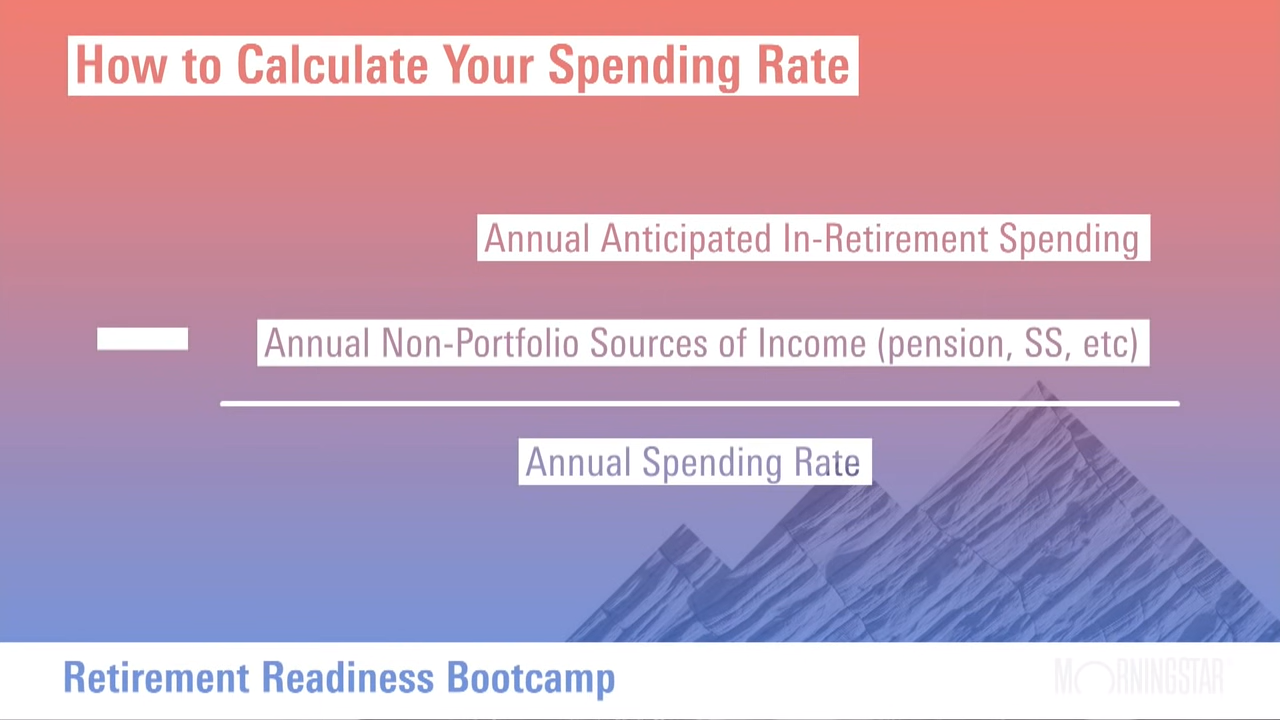 How to Calculate Your Spending Rate
Annual Anticipated In-Retirement Spending
Annual Non-Portfolio Sources of Income (pension, SS, etc)
Annual Spending Rate
Retirement Readiness Bootcamp
MORNINGSTAR